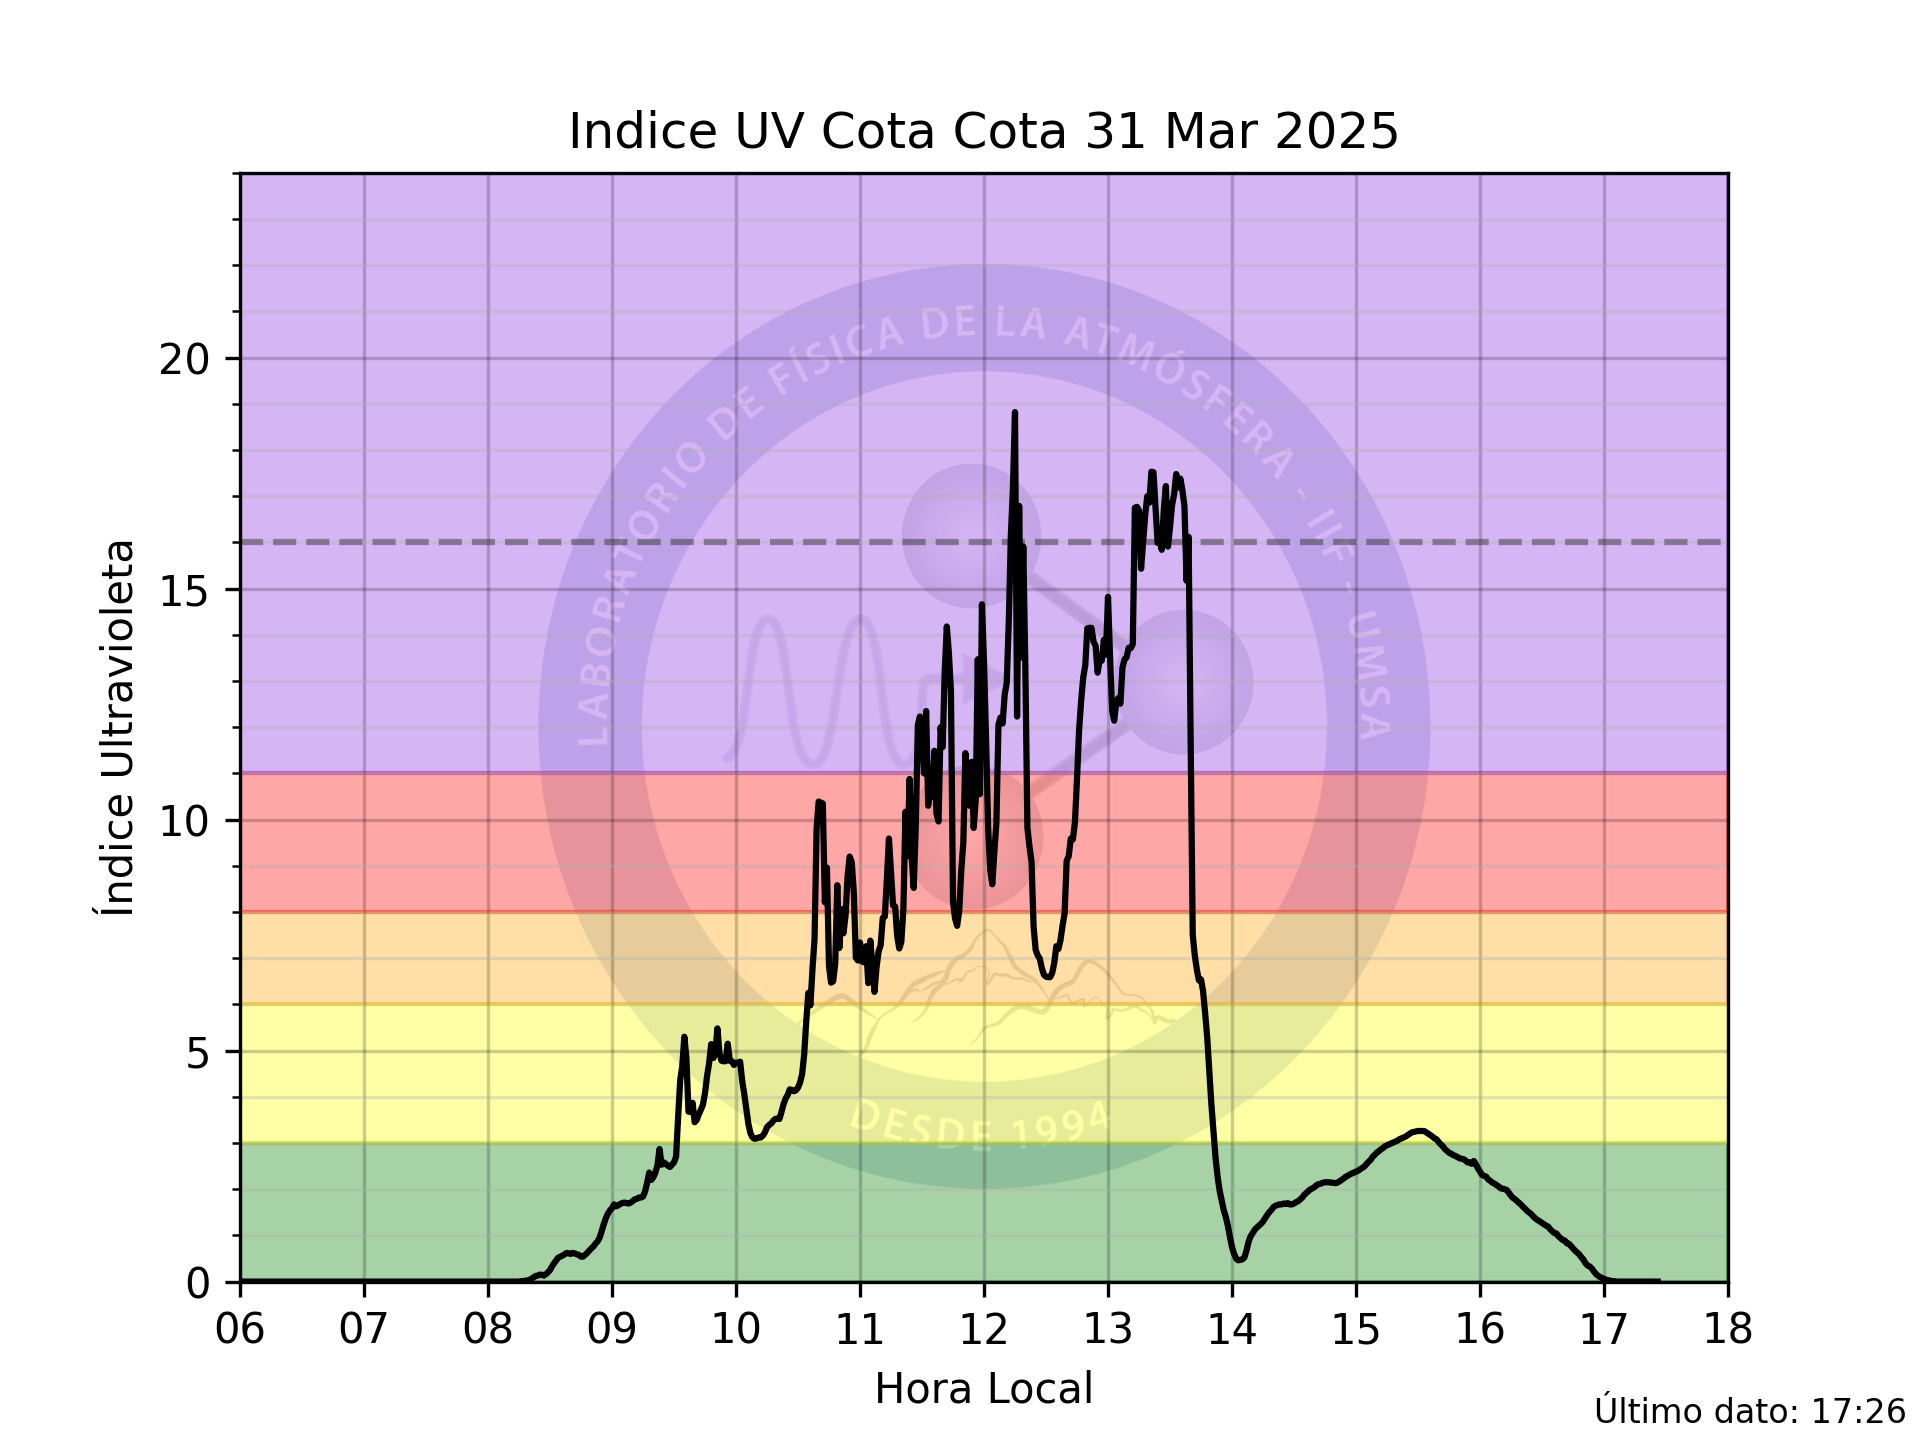 Indice UV Cota Cota 31 Mar 2025
Índice Ultravioleta
20
15
10
5
0
LABORATORIO DE FÍSICA DE LA ATMÓSFERA - IIF - UMSA
DESDE 1994
06 07 08 09 10 11 12 13 14 15 16 17 18
Hora Local
Último dato: 17:26